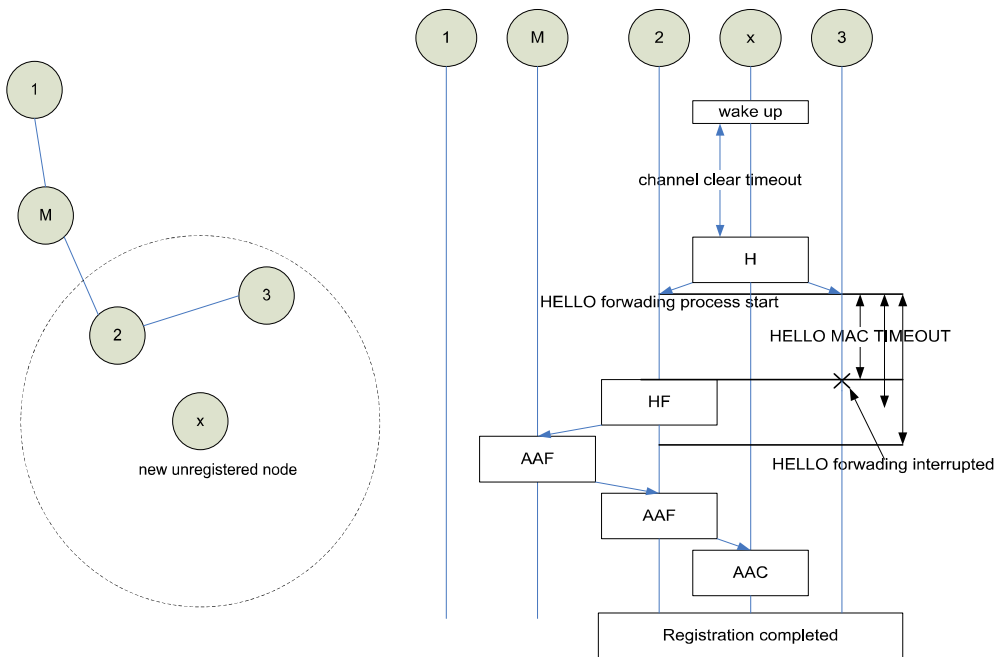 1
M
2
3
x
new unregistered node
1
M
2
x
3
wake up
channel clear timeout
H
HELLO forwading process start
HELLO MAC TIMEOUT
HF
AAF
HELLO forwading interrupted
AAF
AAC
Registration completed